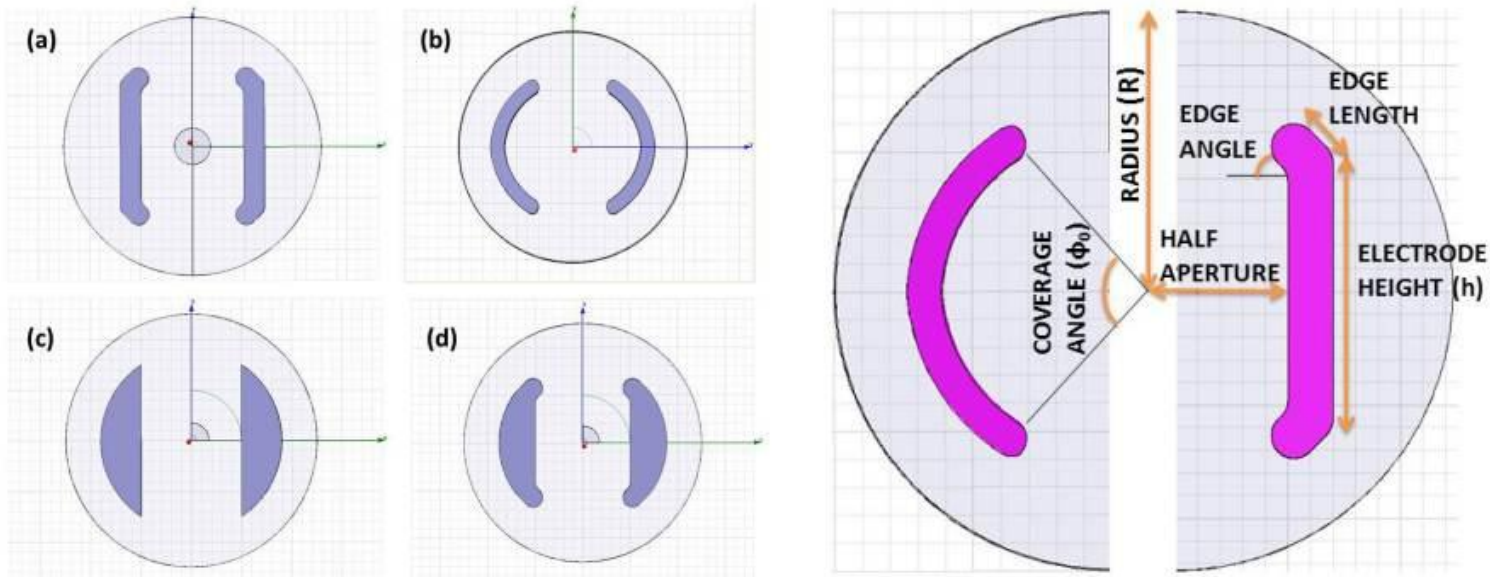 (a)
(b)
(c)
(d)
RADIUS (R)
EDGE
LENGTH
EDGE
ANGLE
HALF
APERTURE
COVERAGE
ANGLE (ϕ₀)
ELECTRODE
HEIGHT (h)